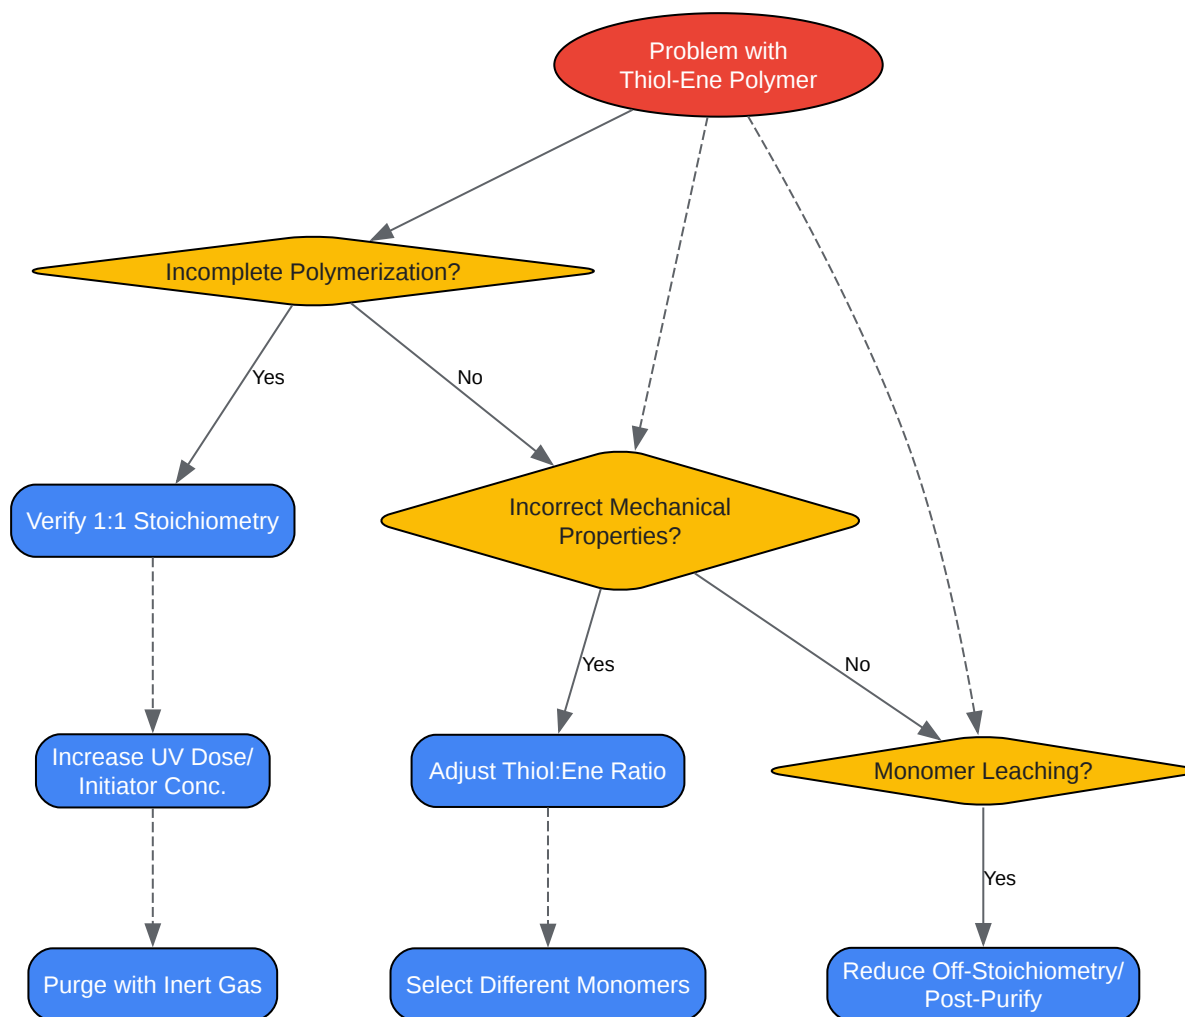 Problem with
Thiol-Ene Polymer
Incomplete Polymerization?
Yes
No
Verify 1:1 Stoichiometry
Incorrect Mechanical
Properties?
Yes
No
Increase UV Dose/
Initiator Conc.
Adjust Thiol:Ene Ratio
Monomer Leaching?
Yes
Purge with Inert Gas
Select Different Monomers
Reduce Off-Stoichiometry/
Post-Purify